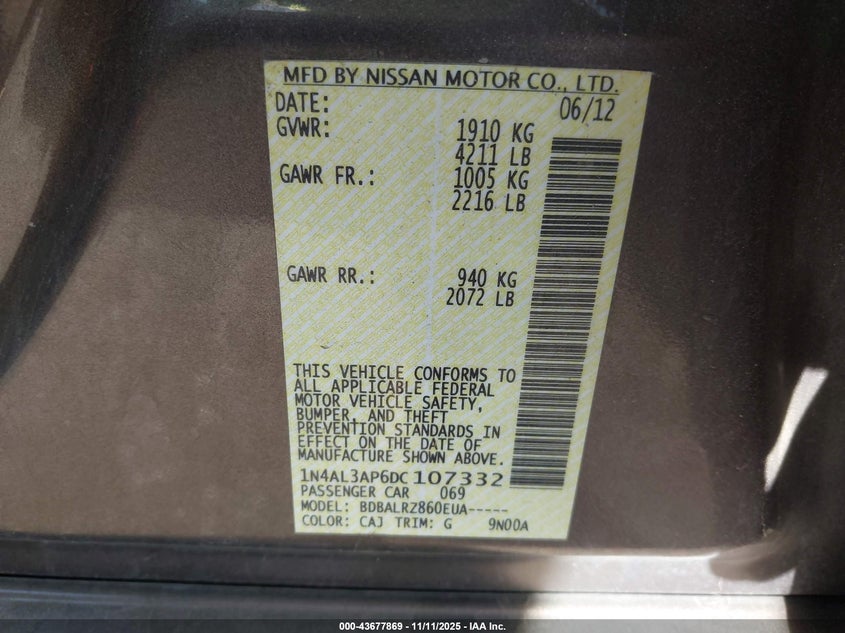 MFD BY NISSAN MOTOR CO., LTD.
DATE: 06/12
GVWR: 1910 KG
4211 LB
GAWR FR.: 1005 KG
2216 LB
GAWR RR.: 940 KG
2072 LB
THIS VEHICLE CONFORMS TO
ALL APPLICABLE FEDERAL
MOTOR VEHICLE SAFETY,
BUMPER, AND THEFT
PREVENTION STANDARDS IN
EFFECT ON THE DATE OF
MANUFACTURE SHOWN ABOVE.
1N4AL3AP6DC107332
PASSENGER CAR 069
MODEL: BDBALRZ860EUA-----
COLOR: CAJ TRIM: G 9N00A
000-43677869 - 11/11/2025 - IAA Inc.